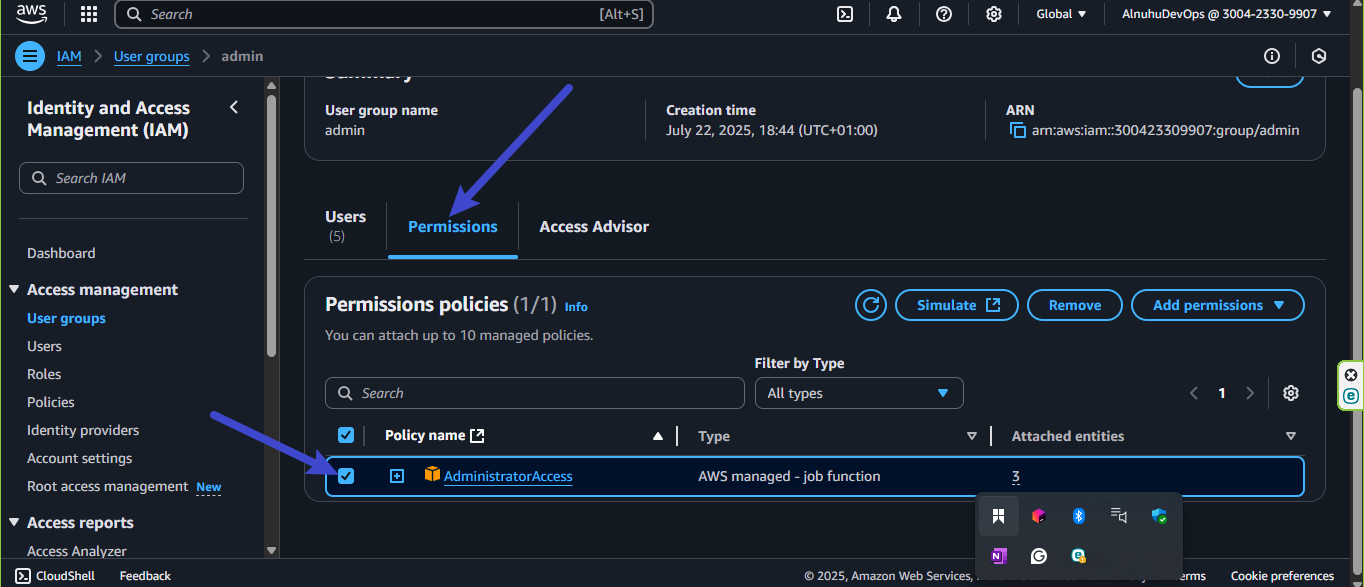 aws
Search [Alt+S]
Global
AlnuhuDevOps @ 3004-2330-9907
IAM
User groups
admin
Identity and Access
Management (IAM)
Search IAM
Dashboard
Access management
User groups
Users
Roles
Policies
Identity providers
Account settings
Root access management New
Access reports
Access Analyzer
Summary
User group name
admin
Creation time
July 22, 2025, 18:44 (UTC+01:00)
ARN
arn:aws:iam::300423309907:group/admin
Users
(5)
Permissions
Access Advisor
Permissions policies (1/1) Info
You can attach up to 10 managed policies.
Simulate
Remove
Add permissions
Filter by Type
Search
All types
1
Policy name
Type
Attached entities
AdministratorAccess
AWS managed - job function
3
CloudShell
Feedback
© 2025, Amazon Web Services,
Cookie preferences